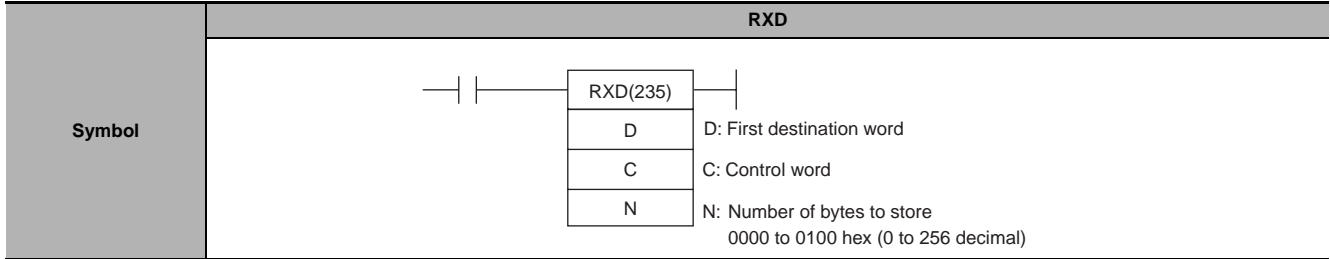 RXD
Symbol
RXD(235)
D D: First destination word
C C: Control word
N N: Number of bytes to store
0000 to 0100 hex (0 to 256 decimal)